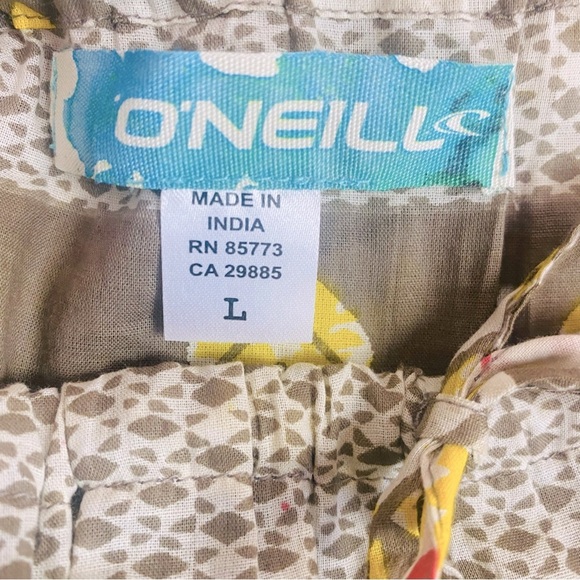 O'NEILL
MADE IN
INDIA
RN 85773
CA 29885
L